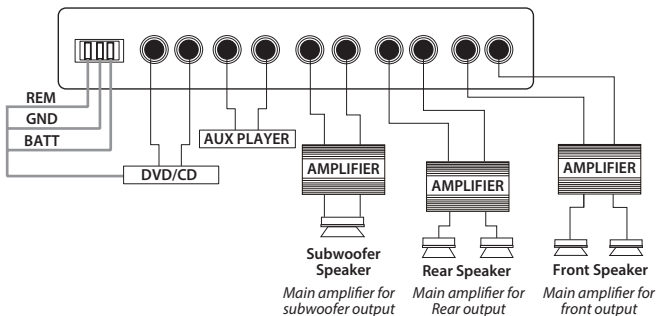 REM
GND
BATT
DVD/CD
AUX PLAYER
AMPLIFIER
Subwoofer
Speaker
Main amplifier for
subwoofer output
AMPLIFIER
Rear Speaker
Main amplifier for
Rear output
AMPLIFIER
Front Speaker
Main amplifier for
front output